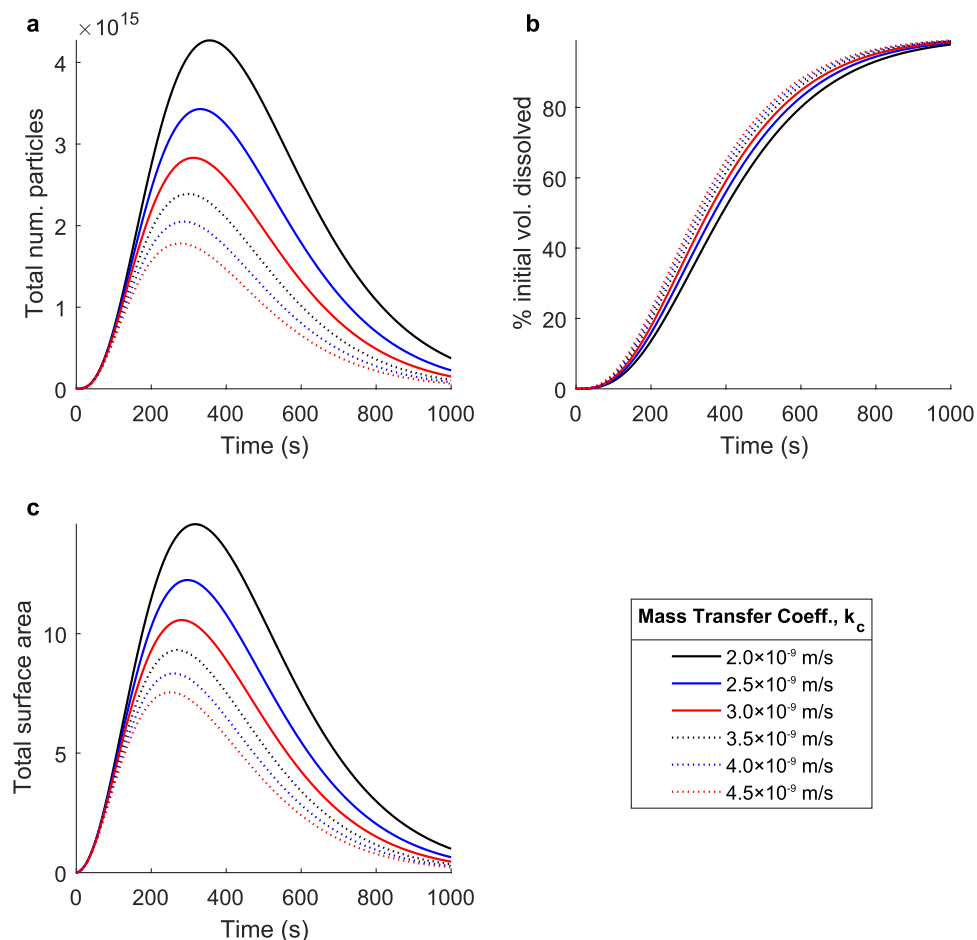 a
× 10¹⁵
Total num. particles
4
3
2
1
0
0 200 400 600 800 1000
Time (s)
b
% initial vol. dissolved
80
60
40
20
0
0 200 400 600 800 1000
Time (s)
c
Total surface area
10
5
0
0 200 400 600 800 1000
Time (s)
Mass Transfer Coeff., k_c
2.0×10⁻⁹ m/s
2.5×10⁻⁹ m/s
3.0×10⁻⁹ m/s
3.5×10⁻⁹ m/s
4.0×10⁻⁹ m/s
4.5×10⁻⁹ m/s